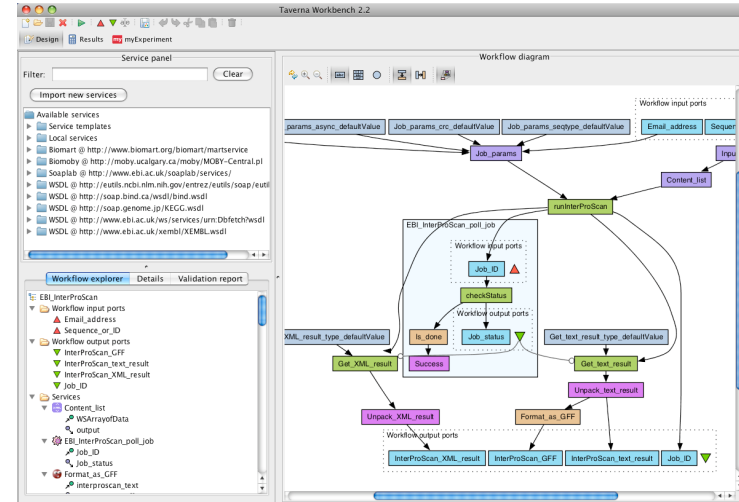 Taverna Workbench 2.2
Design
Results
my myExperiment
Service panel
Filter:
Clear
Import new services
Available services
Service templates
Local services
Biomart @ http://www.biomart.org/biomart/martservice
Biomoby @ http://moby.ucalgary.ca/moby/MOBY-Central.pl
Soaplab @ http://www.ebi.ac.uk/soaplab/services/
WSDL @ http://eutils.ncbi.nlm.nih.gov/entrez/eutils/soap/eutil
WSDL @ http://soap.bind.ca/wsdl/bind.wsdl
WSDL @ http://soap.genome.jp/KEGG.wsdl
WSDL @ http://www.ebi.ac.uk/ws/services/urn:Dbfetch?wsdl
WSDL @ http://www.ebi.ac.uk/xembl/XEMBL.wsdl
Workflow explorer
Details
Validation report
EBI_InterProScan
Workflow input ports
Email_address
Sequence_or_ID
Workflow output ports
InterProScan_GFF
InterProScan_text_result
InterProScan_XML_result
Job_ID
Services
Content_list
WSArrayofData
output
EBI_InterProScan_poll_job
Job_ID
Job_status
Format_as_GFF
interproscan_text
Workflow diagram
Workflow input ports
_params_async_defaultValue
Job_params_crc_defaultValue
Job_params_seqtype_defaultValue
Email_address
Sequen
Job_params
Inpu
Content_list
runInterProScan
EBI_InterProScan_poll_job
Workflow input ports
Job_ID
checkStatus
Workflow output ports
XML_result_type_defaultValue
Is_done
Job_status
Get_text_result_type_defaultValue
Get_XML_result
Success
Get_text_result
Unpack_text_result
Unpack_XML_result
Format_as_GFF
Workflow output ports
InterProScan_XML_result
InterProScan_GFF
InterProScan_text_result
Job_ID